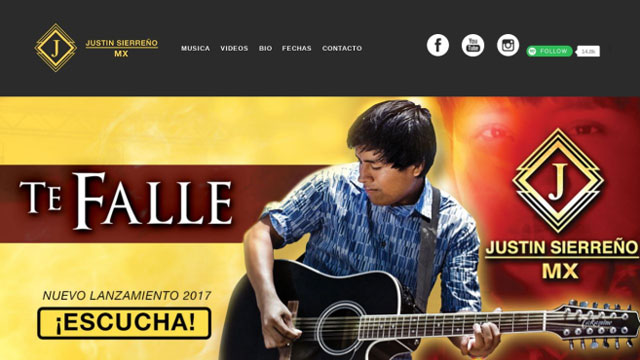 J
JUSTIN SIERREÑO
MX
MUSICA VIDEOS BIO FECHAS CONTACTO
f
You
Tube
FOLLOW 14.8k
TE FALLE
J
JUSTIN SIERREÑO
MX
NUEVO LANZAMIENTO 2017
¡ESCUCHA!
Takamine